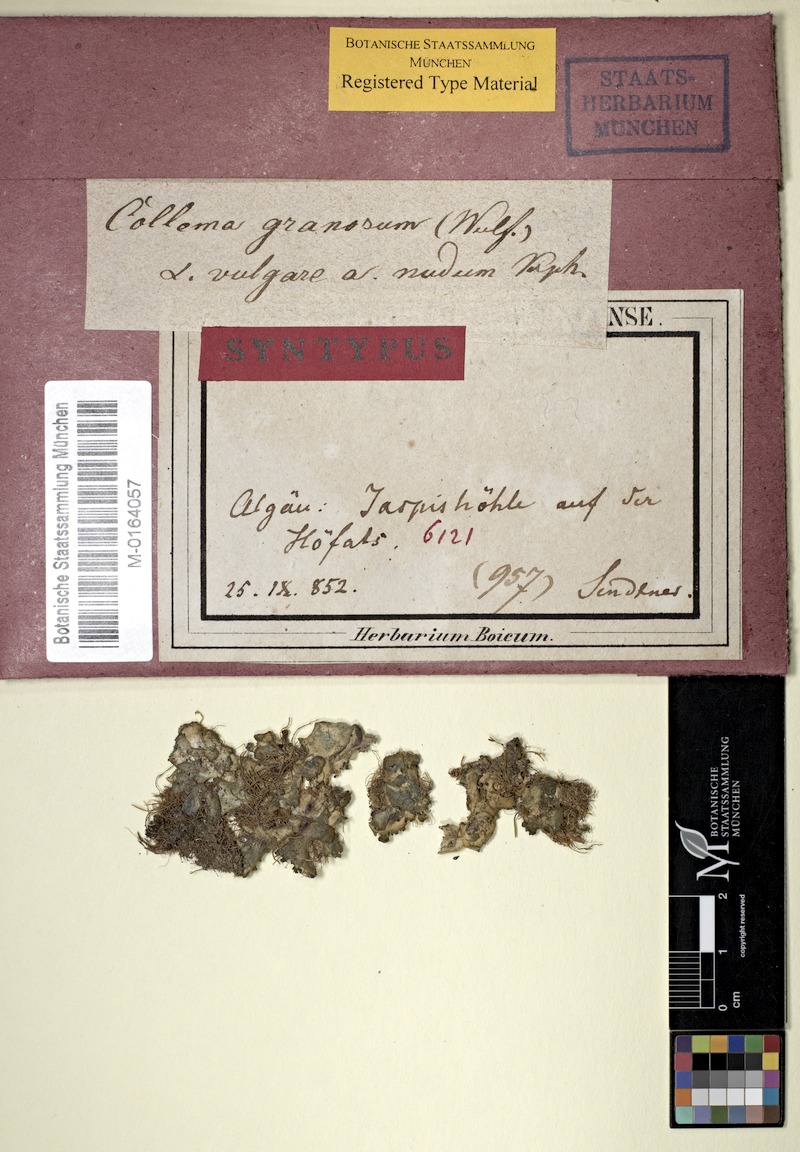 BOTANISCHE STAATSSAMMLUNG
MÜNCHEN
Registered Type Material
STAATS-
HERBARIUM
MÜNCHEN
Collema granosum (Wulf.)
α. vulgare a. nudum Krph.
NSE.
SYNTYPUS
Algäu: Jaspishöhle auf der
Höfats. 6121
25. IX. 852. (957) Sendtner.
Herbarium Boicum.
Botanische Staatssammlung München
M-0164057
BOTANISCHE
STAATSSAMMLUNG
MÜNCHEN
0 1 2
cm
copyright reserved